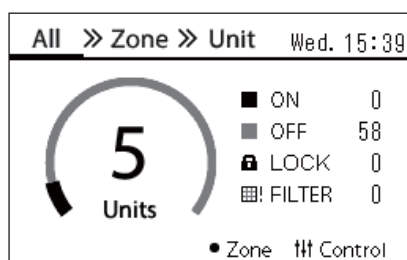 All » Zone » Unit Wed. 15:39
ON 0
OFF 58
LOCK 0
FILTER 0
5
Units
Zone Control